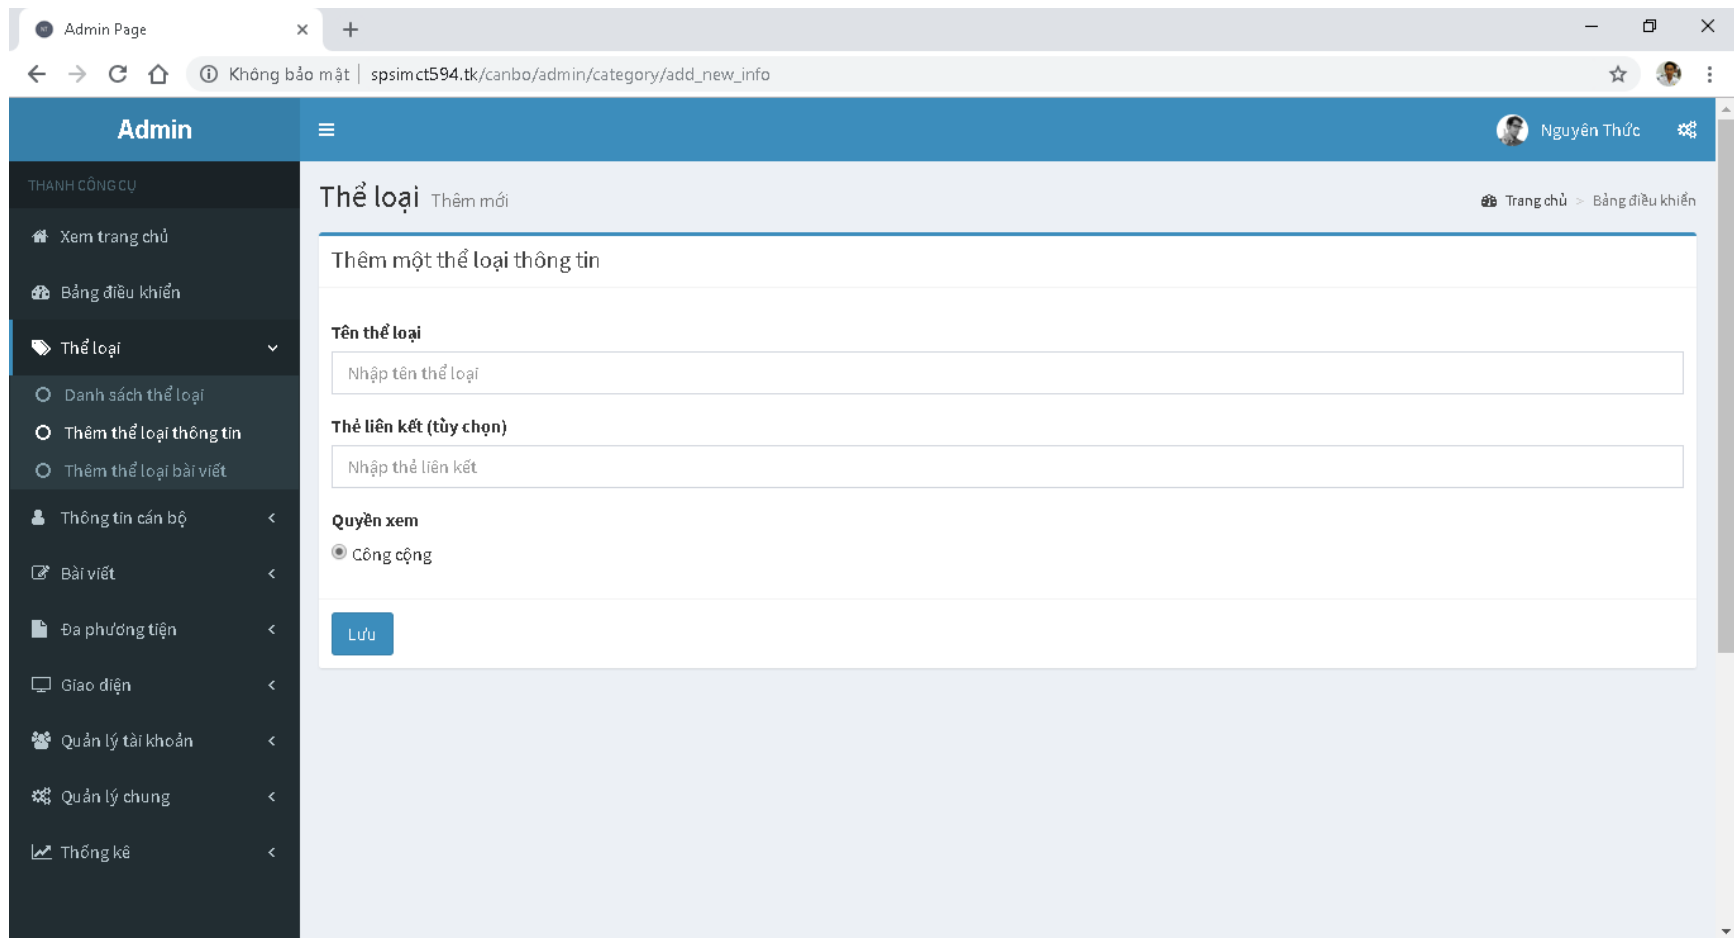 Admin Page
Không bảo mật | spsimct594.tk/canbo/admin/category/add_new_info
Admin
Nguyên Thức
THANH CÔNG CỤ
Thể loại Thêm mới
Trang chủ > Bảng điều khiển
Xem trang chủ
Bảng điều khiển
Thể loại
Danh sách thể loại
Thêm thể loại thông tin
Thêm thể loại bài viết
Thông tin cán bộ
Bài viết
Đa phương tiện
Giao diện
Quản lý tài khoản
Quản lý chung
Thống kê
Thêm một thể loại thông tin
Tên thể loại
Nhập tên thể loại
Thẻ liên kết (tùy chọn)
Nhập thẻ liên kết
Quyền xem
Công cộng
Lưu